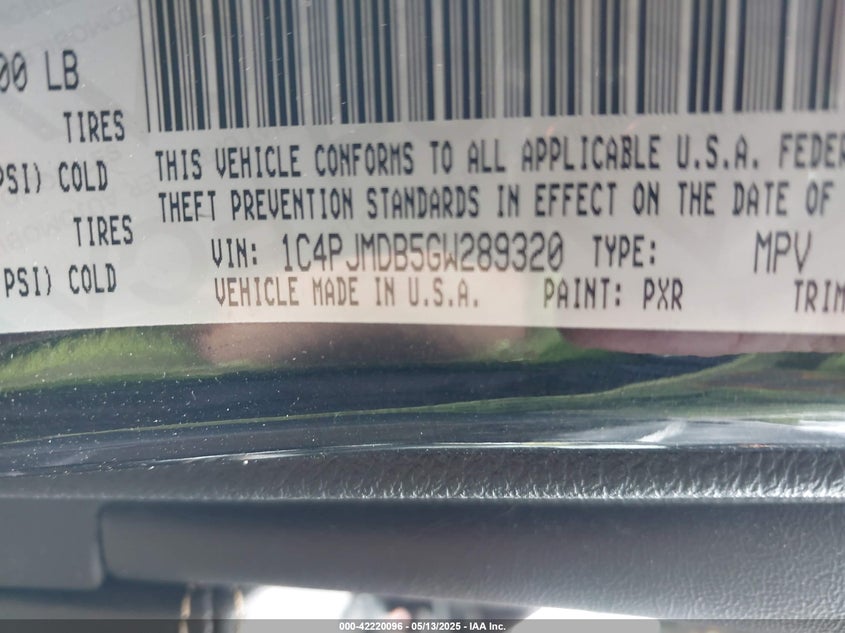 00 LB
TIRES
PSI) COLD
TIRES
PSI) COLD
THIS VEHICLE CONFORMS TO ALL APPLICABLE U.S.A. FEDER
THEFT PREVENTION STANDARDS IN EFFECT ON THE DATE OF
VIN: 1C4PJMDB5GW289320 TYPE: MPV
VEHICLE MADE IN U.S.A. PAINT: PXR TRIM
000-42220096 - 05/13/2025 - IAA Inc.